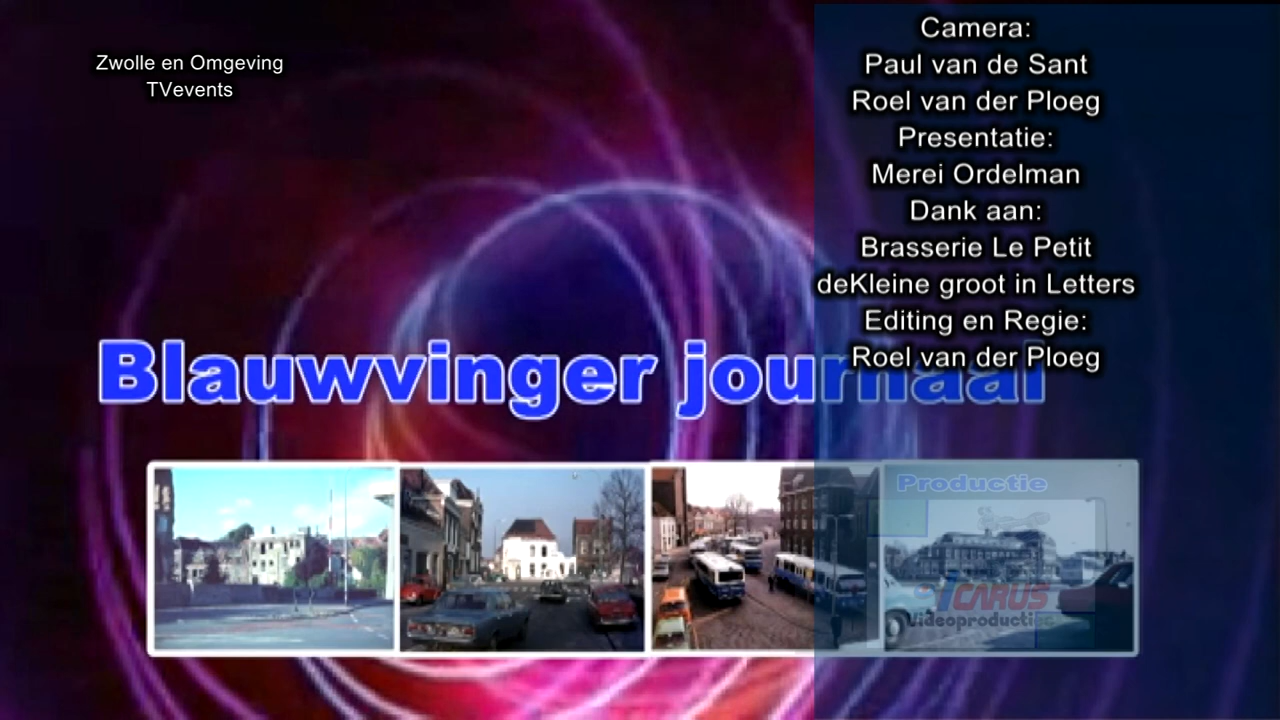 Zwolle en Omgeving
TVevents
Camera:
Paul van de Sant
Roel van der Ploeg
Presentatie:
Merei Ordelman
Dank aan:
Brasserie Le Petit
deKleine groot in Letters
Editing en Regie:
Roel van der Ploeg
Blauwvinger journaal
Productie
ICARUS
Videoproducties